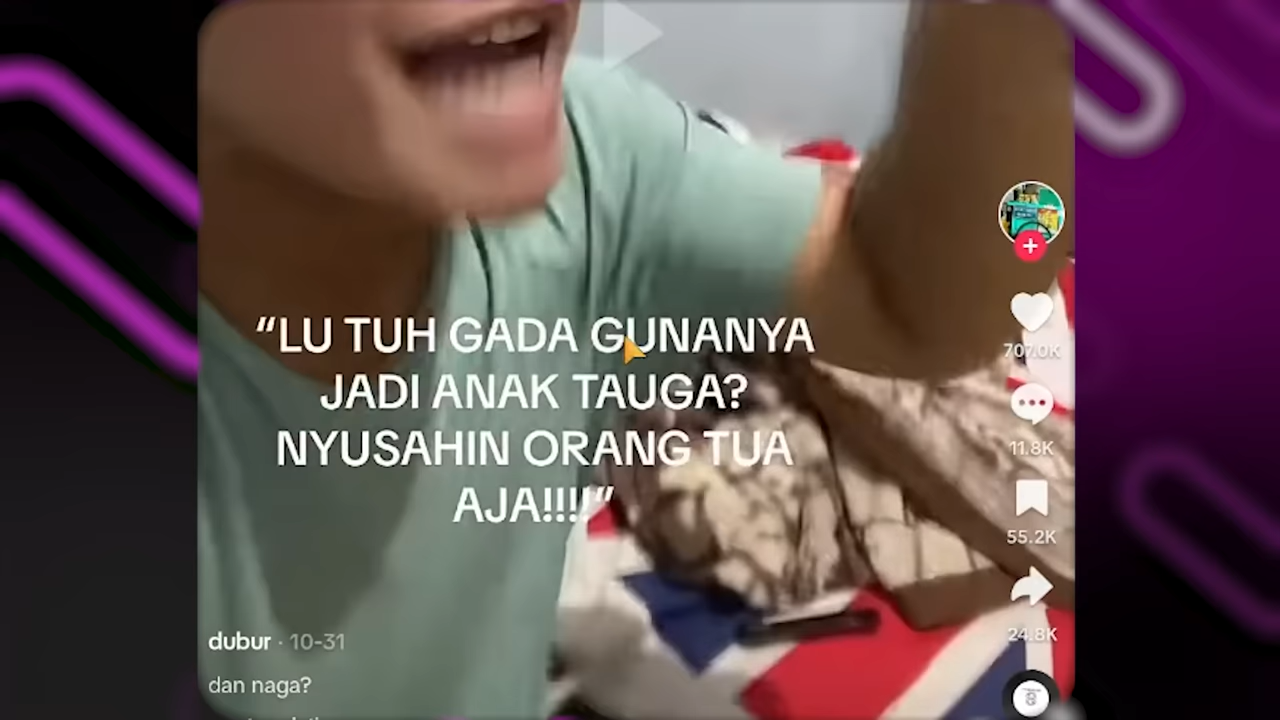 “LU TUH GADA GUNANYA
JADI ANAK TAUGA?
NYUSAHIN ORANG TUA
AJA!!!!”
707.0K
11.8K
55.2K
24.8K
dubur · 10-31
dan naga?